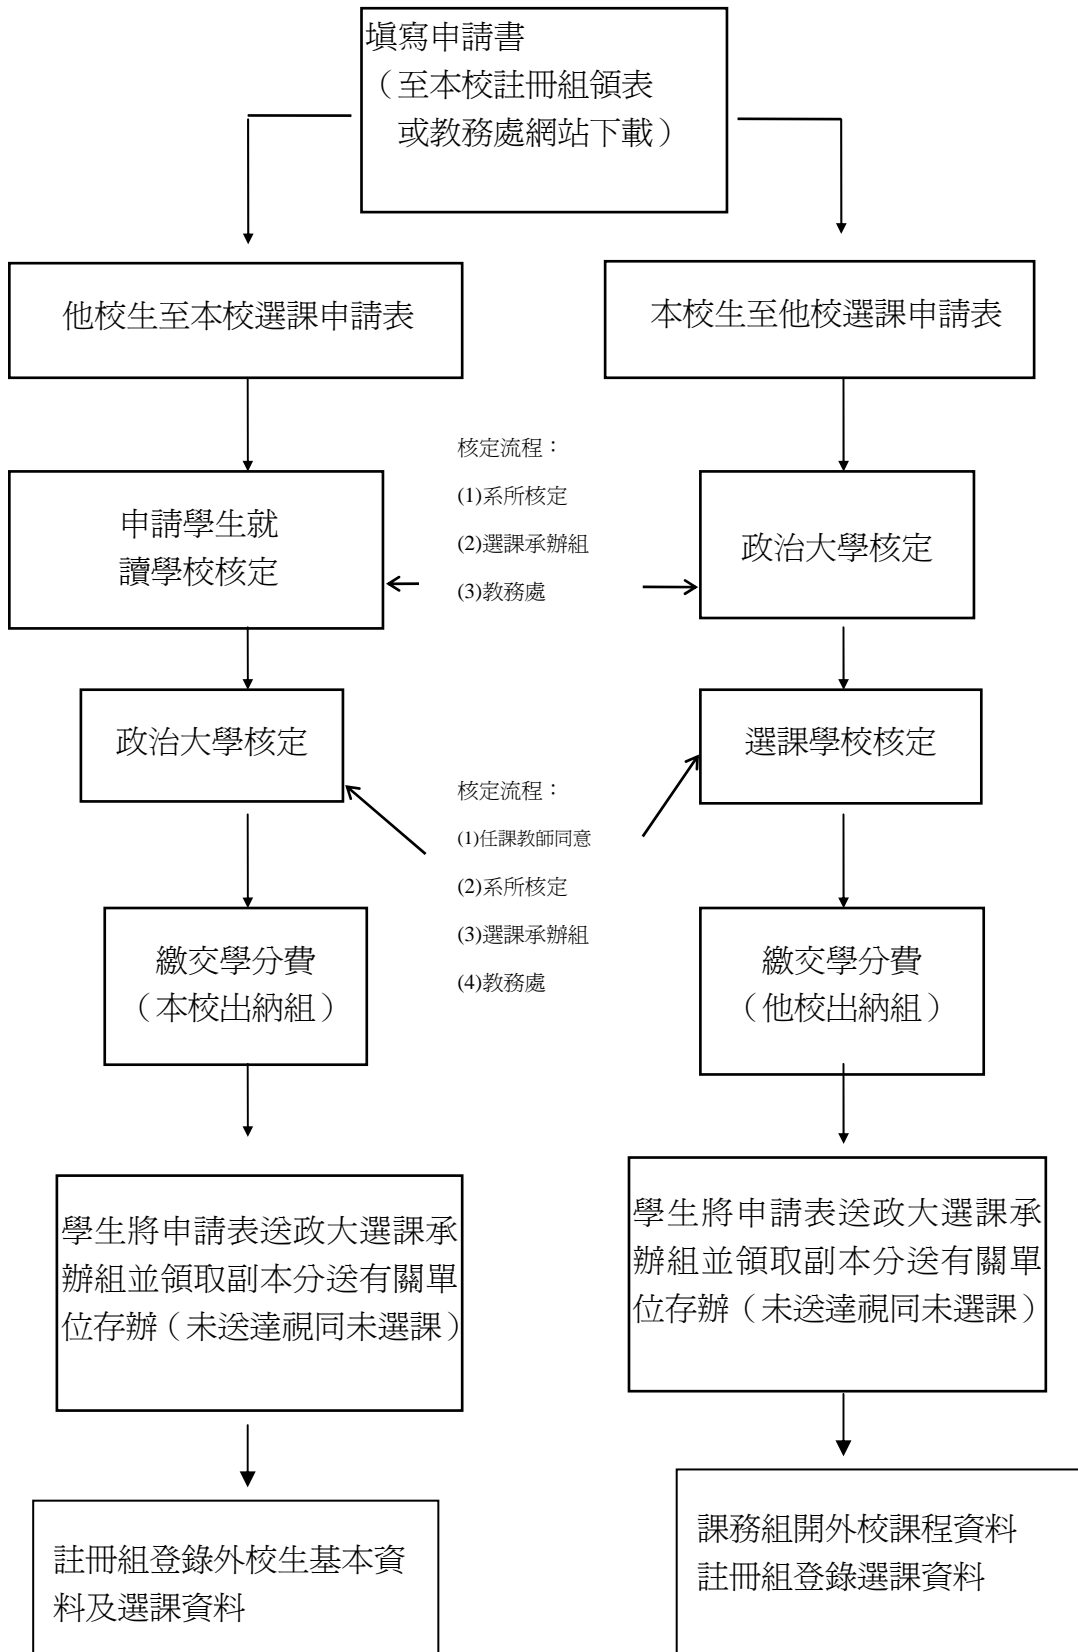 填寫申請書
（至本校註冊組領表
或教務處網站下載）
他校生至本校選課申請表
本校生至他校選課申請表
核定流程：
(1)系所核定
(2)選課承辦組
(3)教務處
申請學生就
讀學校核定
政治大學核定
政治大學核定
選課學校核定
核定流程：
(1)任課教師同意
(2)系所核定
(3)選課承辦組
(4)教務處
繳交學分費
（本校出納組）
繳交學分費
（他校出納組）
學生將申請表送政大選課承
辦組並領取副本分送有關單
位存辦（未送達視同未選課）
學生將申請表送政大選課承
辦組並領取副本分送有關單
位存辦（未送達視同未選課）
註冊組登錄外校生基本資
料及選課資料
課務組開外校課程資料
註冊組登錄選課資料